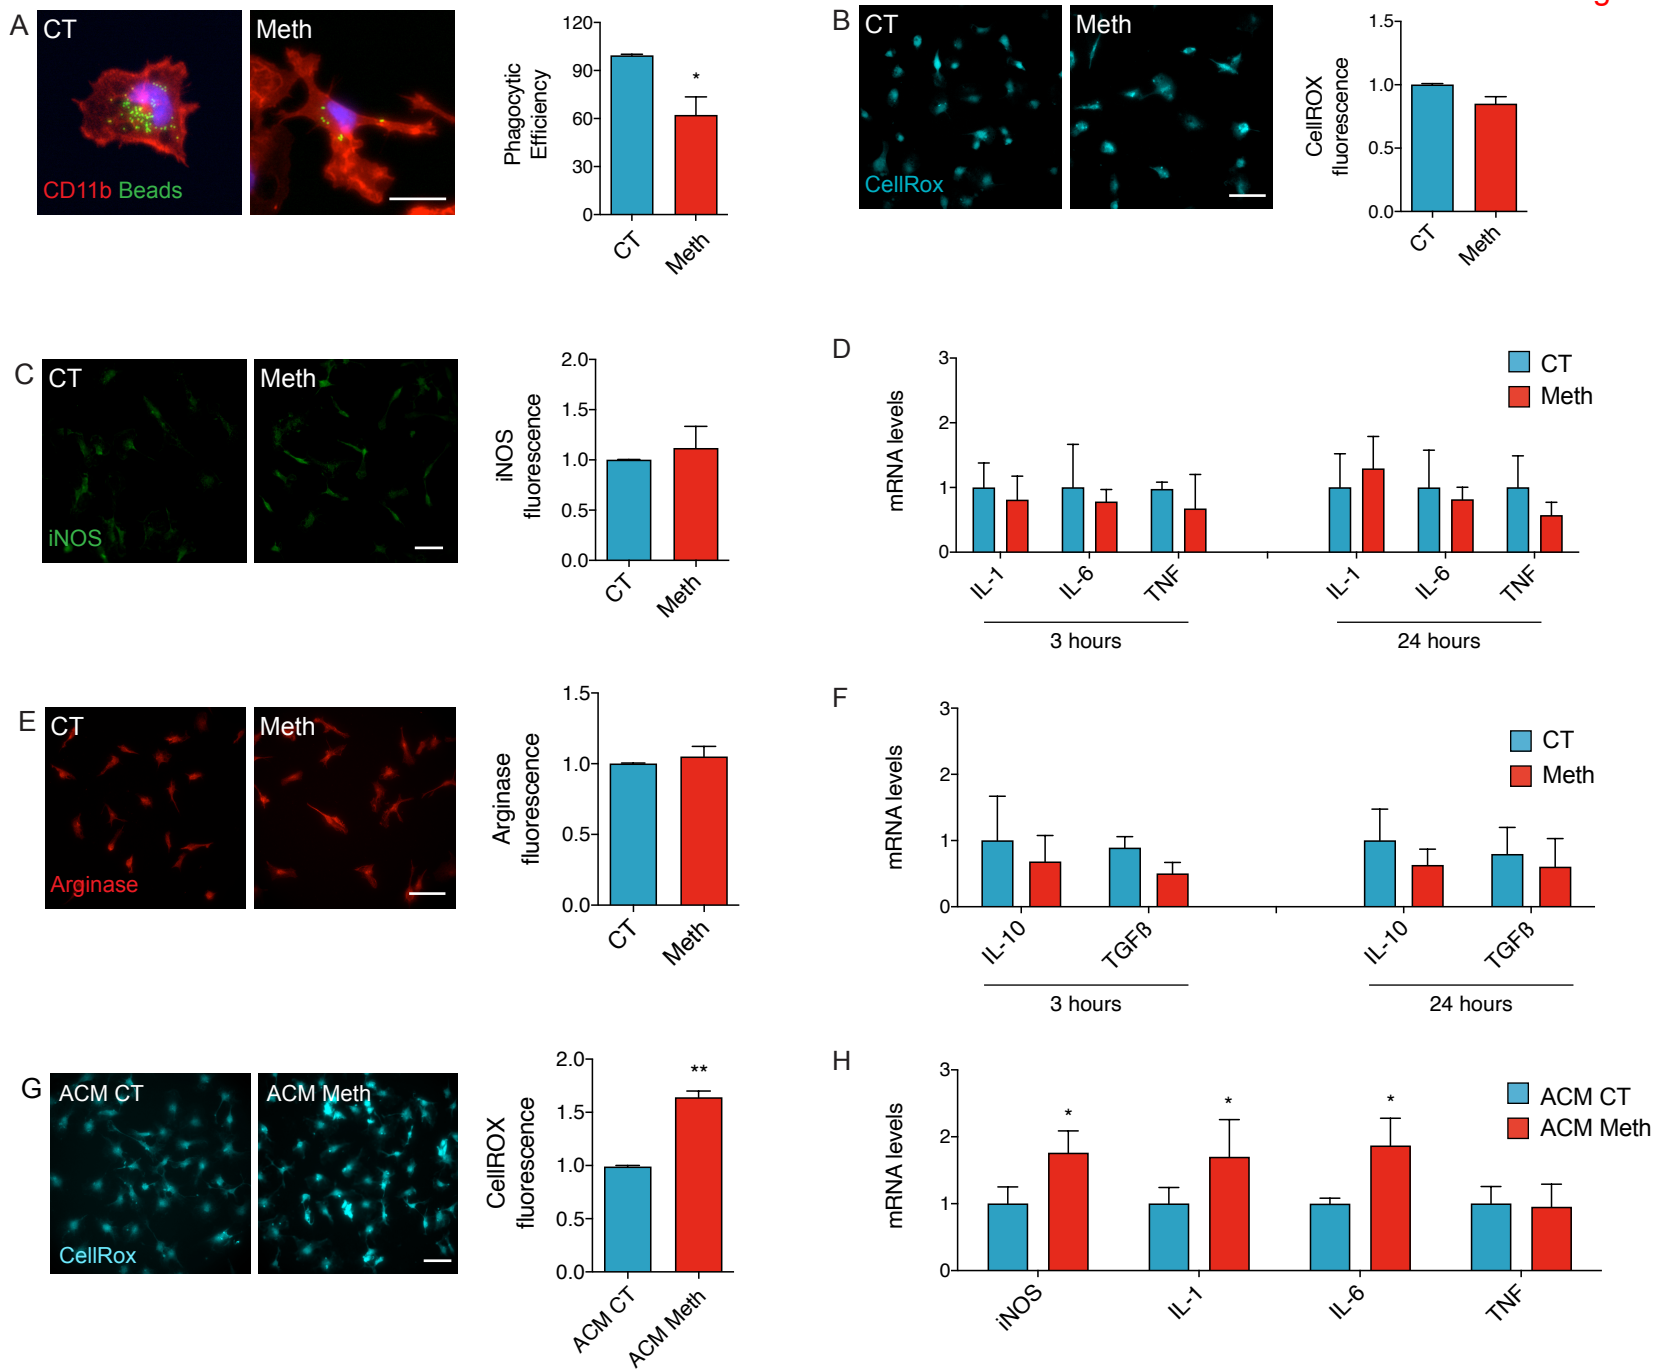 g
A
CT
Meth
CD11b Beads
Phagocytic
Efficiency
120
90
60
30
0
*
CT
Meth
B
CT
Meth
CellRox
CellROX
fluorescence
1.5
1.0
0.5
0.0
CT
Meth
C
CT
Meth
iNOS
iNOS
fluorescence
2.0
1.5
1.0
0.5
0.0
CT
Meth
D
mRNA levels
3
2
1
0
CT
Meth
IL-1
IL-6
TNF
IL-1
IL-6
TNF
3 hours
24 hours
E
CT
Meth
Arginase
Arginase
fluorescence
1.5
1.0
0.5
0.0
CT
Meth
F
mRNA levels
3
2
1
0
CT
Meth
IL-10
TGFß
IL-10
TGFß
3 hours
24 hours
G
ACM CT
ACM Meth
CellRox
CellROX
fluorescence
2.0
1.5
1.0
0.5
0.0
**
ACM CT
ACM Meth
H
mRNA levels
3
2
1
0
*
*
*
ACM CT
ACM Meth
iNOS
IL-1
IL-6
TNF